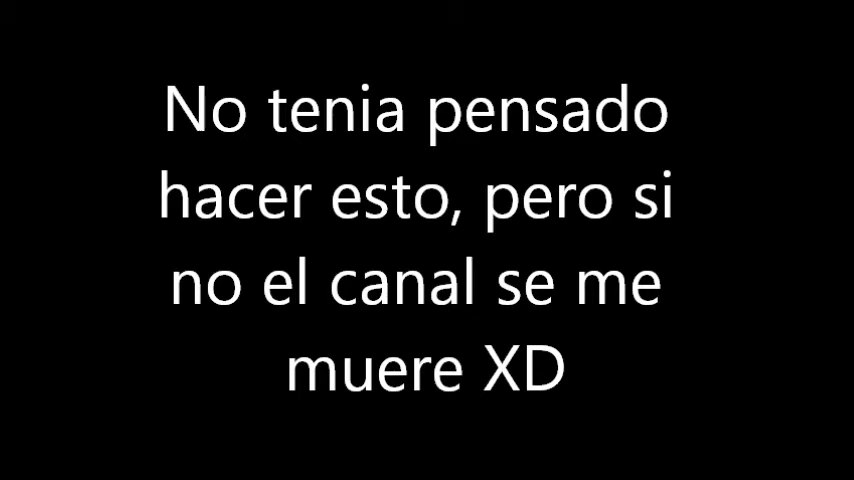 No tenia pensado
hacer esto, pero si
no el canal se me
muere XD